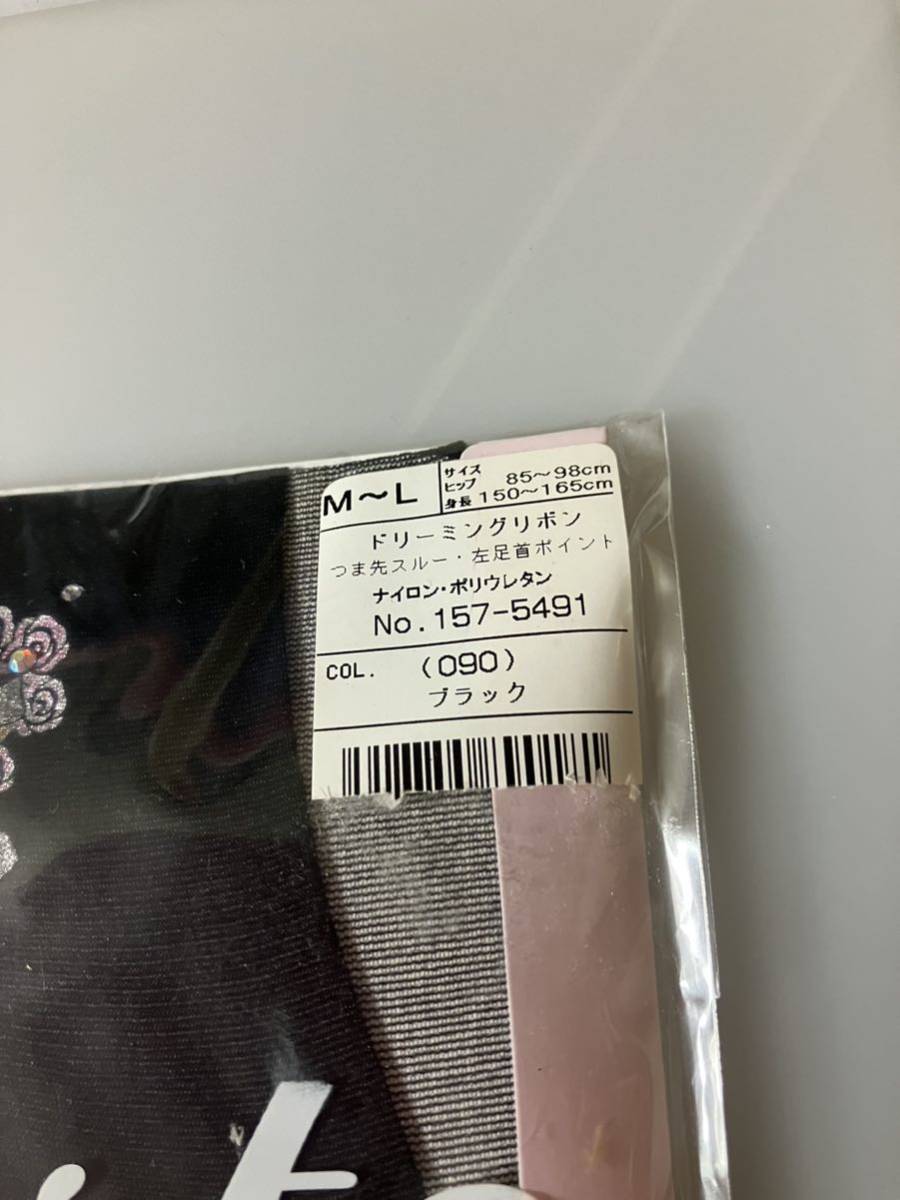 M～L
サイズ
ヒップ 85～98cm
身長 150～165cm
ドリーミングリボン
つま先スルー・左足首ポイント
ナイロン・ポリウレタン
No.157-5491
COL. (090)
ブラック